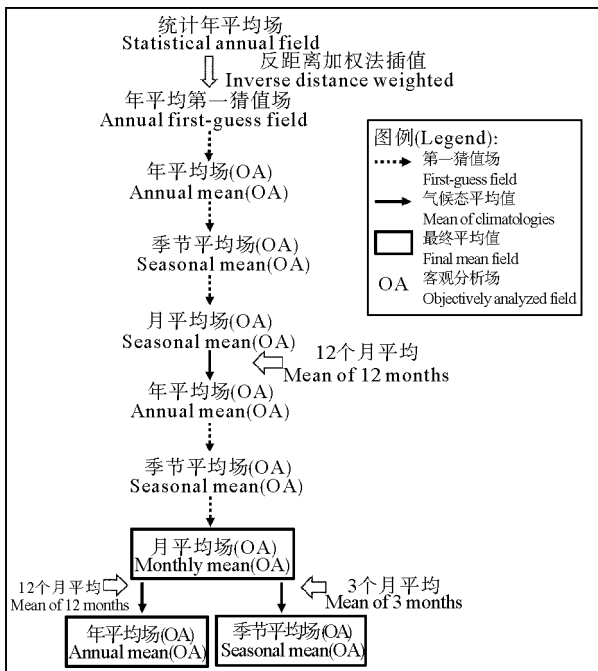 统计年平均场
Statistical annual field
反距离加权法插值
Inverse distance weighted
年平均第一猜值场
Annual first-guess field
年平均场(OA)
Annual mean(OA)
季节平均场(OA)
Seasonal mean(OA)
月平均场(OA)
Seasonal mean(OA)
12个月平均
Mean of 12 months
年平均场(OA)
Annual mean(OA)
季节平均场(OA)
Seasonal mean(OA)
月平均场(OA)
Monthly mean(OA)
12个月平均
Mean of 12 months
3个月平均
Mean of 3 months
年平均场(OA)
Annual mean(OA)
季节平均场(OA)
Seasonal mean(OA)
图例(Legend):
第一猜值场
First-guess field
气候态平均值
Mean of climatologies
最终平均值
Final mean field
OA 客观分析场
Objectively analyzed field